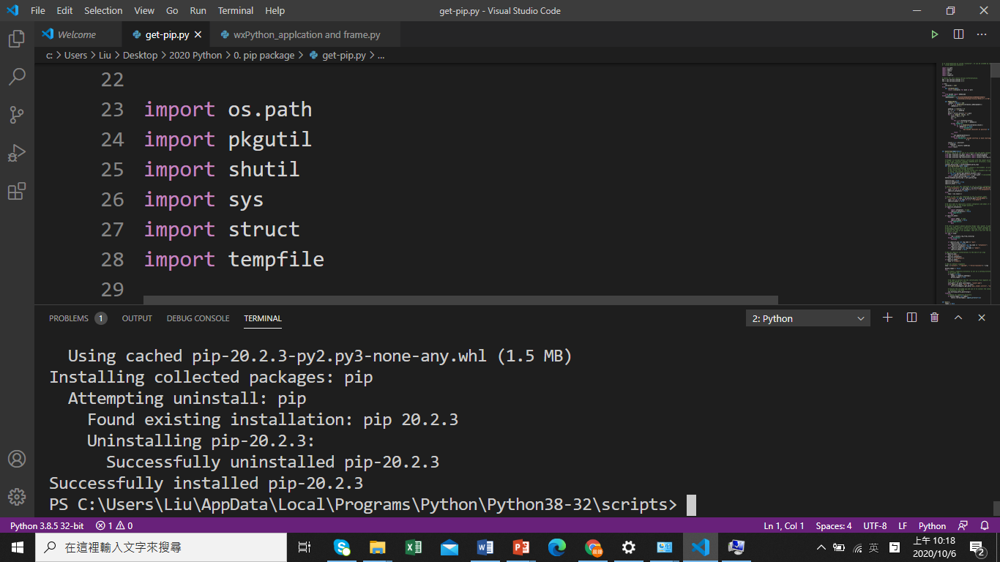 File Edit Selection View Go Run Terminal Help get-pip.py - Visual Studio Code
Welcome get-pip.py wxPython_applcation and frame.py
c: > Users > Liu > Desktop > 2020 Python > 0. pip package > get-pip.py > ...
22
23 import os.path
24 import pkgutil
25 import shutil
26 import sys
27 import struct
28 import tempfile
29
PROBLEMS 1 OUTPUT DEBUG CONSOLE TERMINAL 2: Python
Using cached pip-20.2.3-py2.py3-none-any.whl (1.5 MB)
Installing collected packages: pip
Attempting uninstall: pip
Found existing installation: pip 20.2.3
Uninstalling pip-20.2.3:
Successfully uninstalled pip-20.2.3
Successfully installed pip-20.2.3
PS C:\Users\Liu\AppData\Local\Programs\Python\Python38-32\scripts>
Python 3.8.5 32-bit 1 0 Ln 1, Col 1 Spaces: 4 UTF-8 LF Python
在這裡輸入文字來搜尋 英 上午 10:18
2020/10/6 2